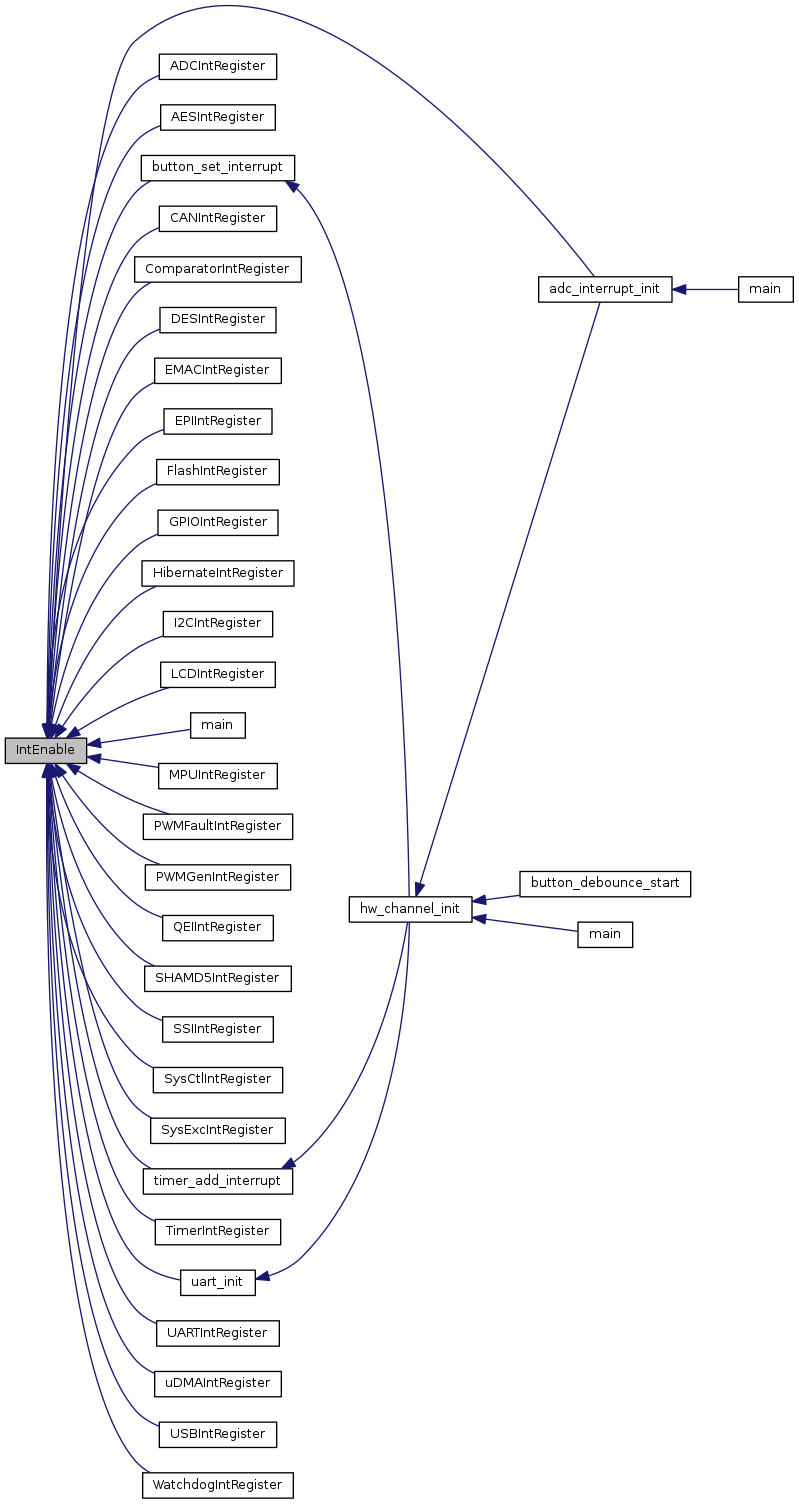 ADCIntRegister
AESIntRegister
button_set_interrupt
CANIntRegister
ComparatorIntRegister
DESIntRegister
EMACIntRegister
EPIIntRegister
FlashIntRegister
GPIOIntRegister
HibernateIntRegister
I2CIntRegister
LCDIntRegister
main
IntEnable
MPUIntRegister
PWMFaultIntRegister
PWMGenIntRegister
QEIIntRegister
SHAMD5IntRegister
SSIIntRegister
SysCtlIntRegister
SysExcIntRegister
timer_add_interrupt
TimerIntRegister
uart_init
UARTIntRegister
uDMAIntRegister
USBIntRegister
WatchdogIntRegister
hw_channel_init
adc_interrupt_init
main
button_debounce_start
main